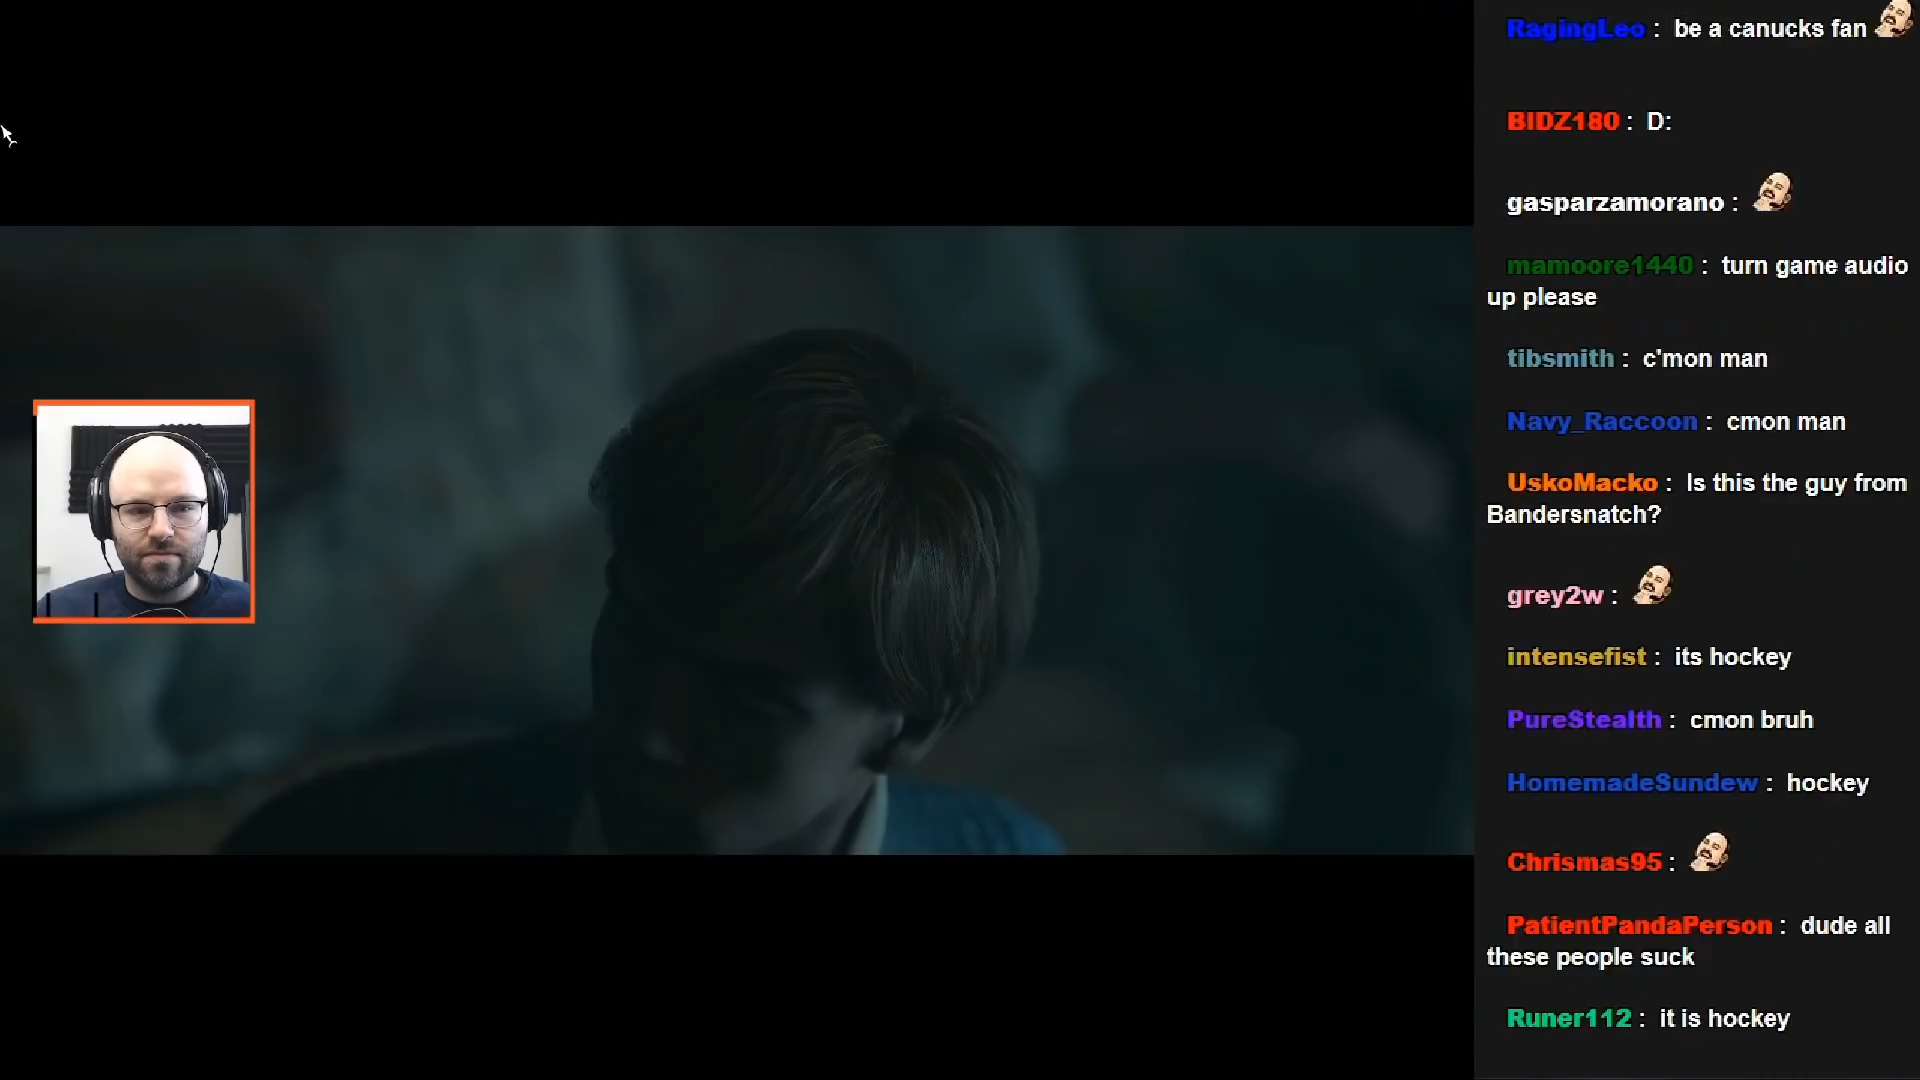 RagingLeo : be a canucks fan
BIDZ180 : D:
gasparzamorano :
mamoore1440 : turn game audio
up please
tibsmith : c'mon man
Navy_Raccoon : cmon man
UskoMacko : Is this the guy from
Bandersnatch?
grey2w :
intensefist : its hockey
PureStealth : cmon bruh
HomemadeSundew : hockey
Chrismas95 :
PatientPandaPerson : dude all
these people suck
Runer112 : it is hockey